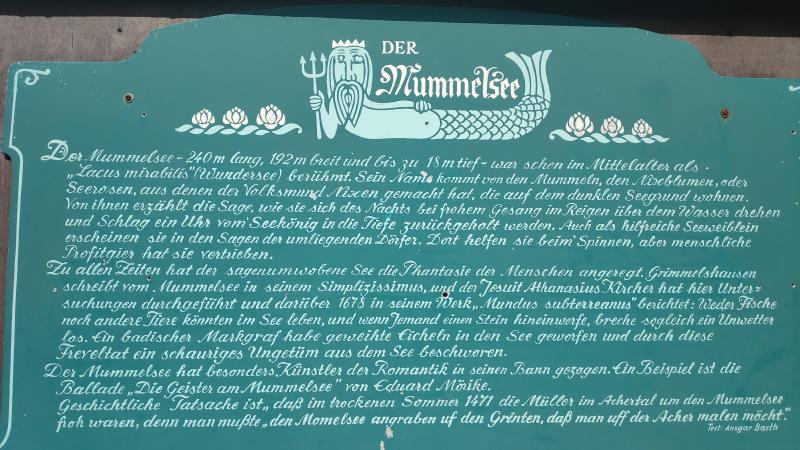 DER
Mummelsee
Der Mummelsee - 240 m lang, 192 m breit und bis zu 18 m tief - war schon im Mittelalter als
„Lacus mirabilis" (Wundersee) berühmt. Sein Name kommt von den Mummeln, den Nixeblumen, oder
Seerosen, aus denen der Volksmund Nixen gemacht hat, die auf dem dunklen Seegrund wohnen.
Von ihnen erzählt die Sage, wie sie sich des Nachts bei frohem Gesang im Reigen über dem Wasser drehen
und Schlag ein Uhr vom Seekönig in die Tiefe zurückgeholt werden. Auch als hilfreiche Seeweiblein
erscheinen sie in den Sagen der umliegenden Dörfer. Dort helfen sie beim Spinnen, aber menschliche
Profitgier hat sie vertrieben.
Zu allen Zeiten hat der sagenumwobene See die Phantasie der Menschen angeregt. Grimmelshausen
schreibt vom Mummelsee in seinem Simplizissimus, und der Jesuit Athanasius Kircher hat hier Unter=
suchungen durchgeführt und darüber 1678 in seinem Werk „Mundus subterreanus" berichtet: Weder Fische
noch andere Tiere könnten im See leben, und wenn Jemand einen Stein hineinwerfe, breche sogleich ein Unwetter
los. Ein badischer Markgraf habe geweihte Eicheln in den See geworfen und durch diese
Freveltat ein schauriges Ungetüm aus dem See beschworen.
Der Mummelsee hat besonders Künstler der Romantik in seinen Bann gezogen. Ein Beispiel ist die
Ballade „Die Geister am Mummelsee" von Eduard Mörike.
Geschichtliche Tatsache ist, daß im trockenen Sommer 1471 die Müller im Achertal um den Mummelsee
froh waren, denn man mußte „den Momelsee angraben uf den Grinten, daß man uff der Acher malen möcht."
Text: Ansgar Barth